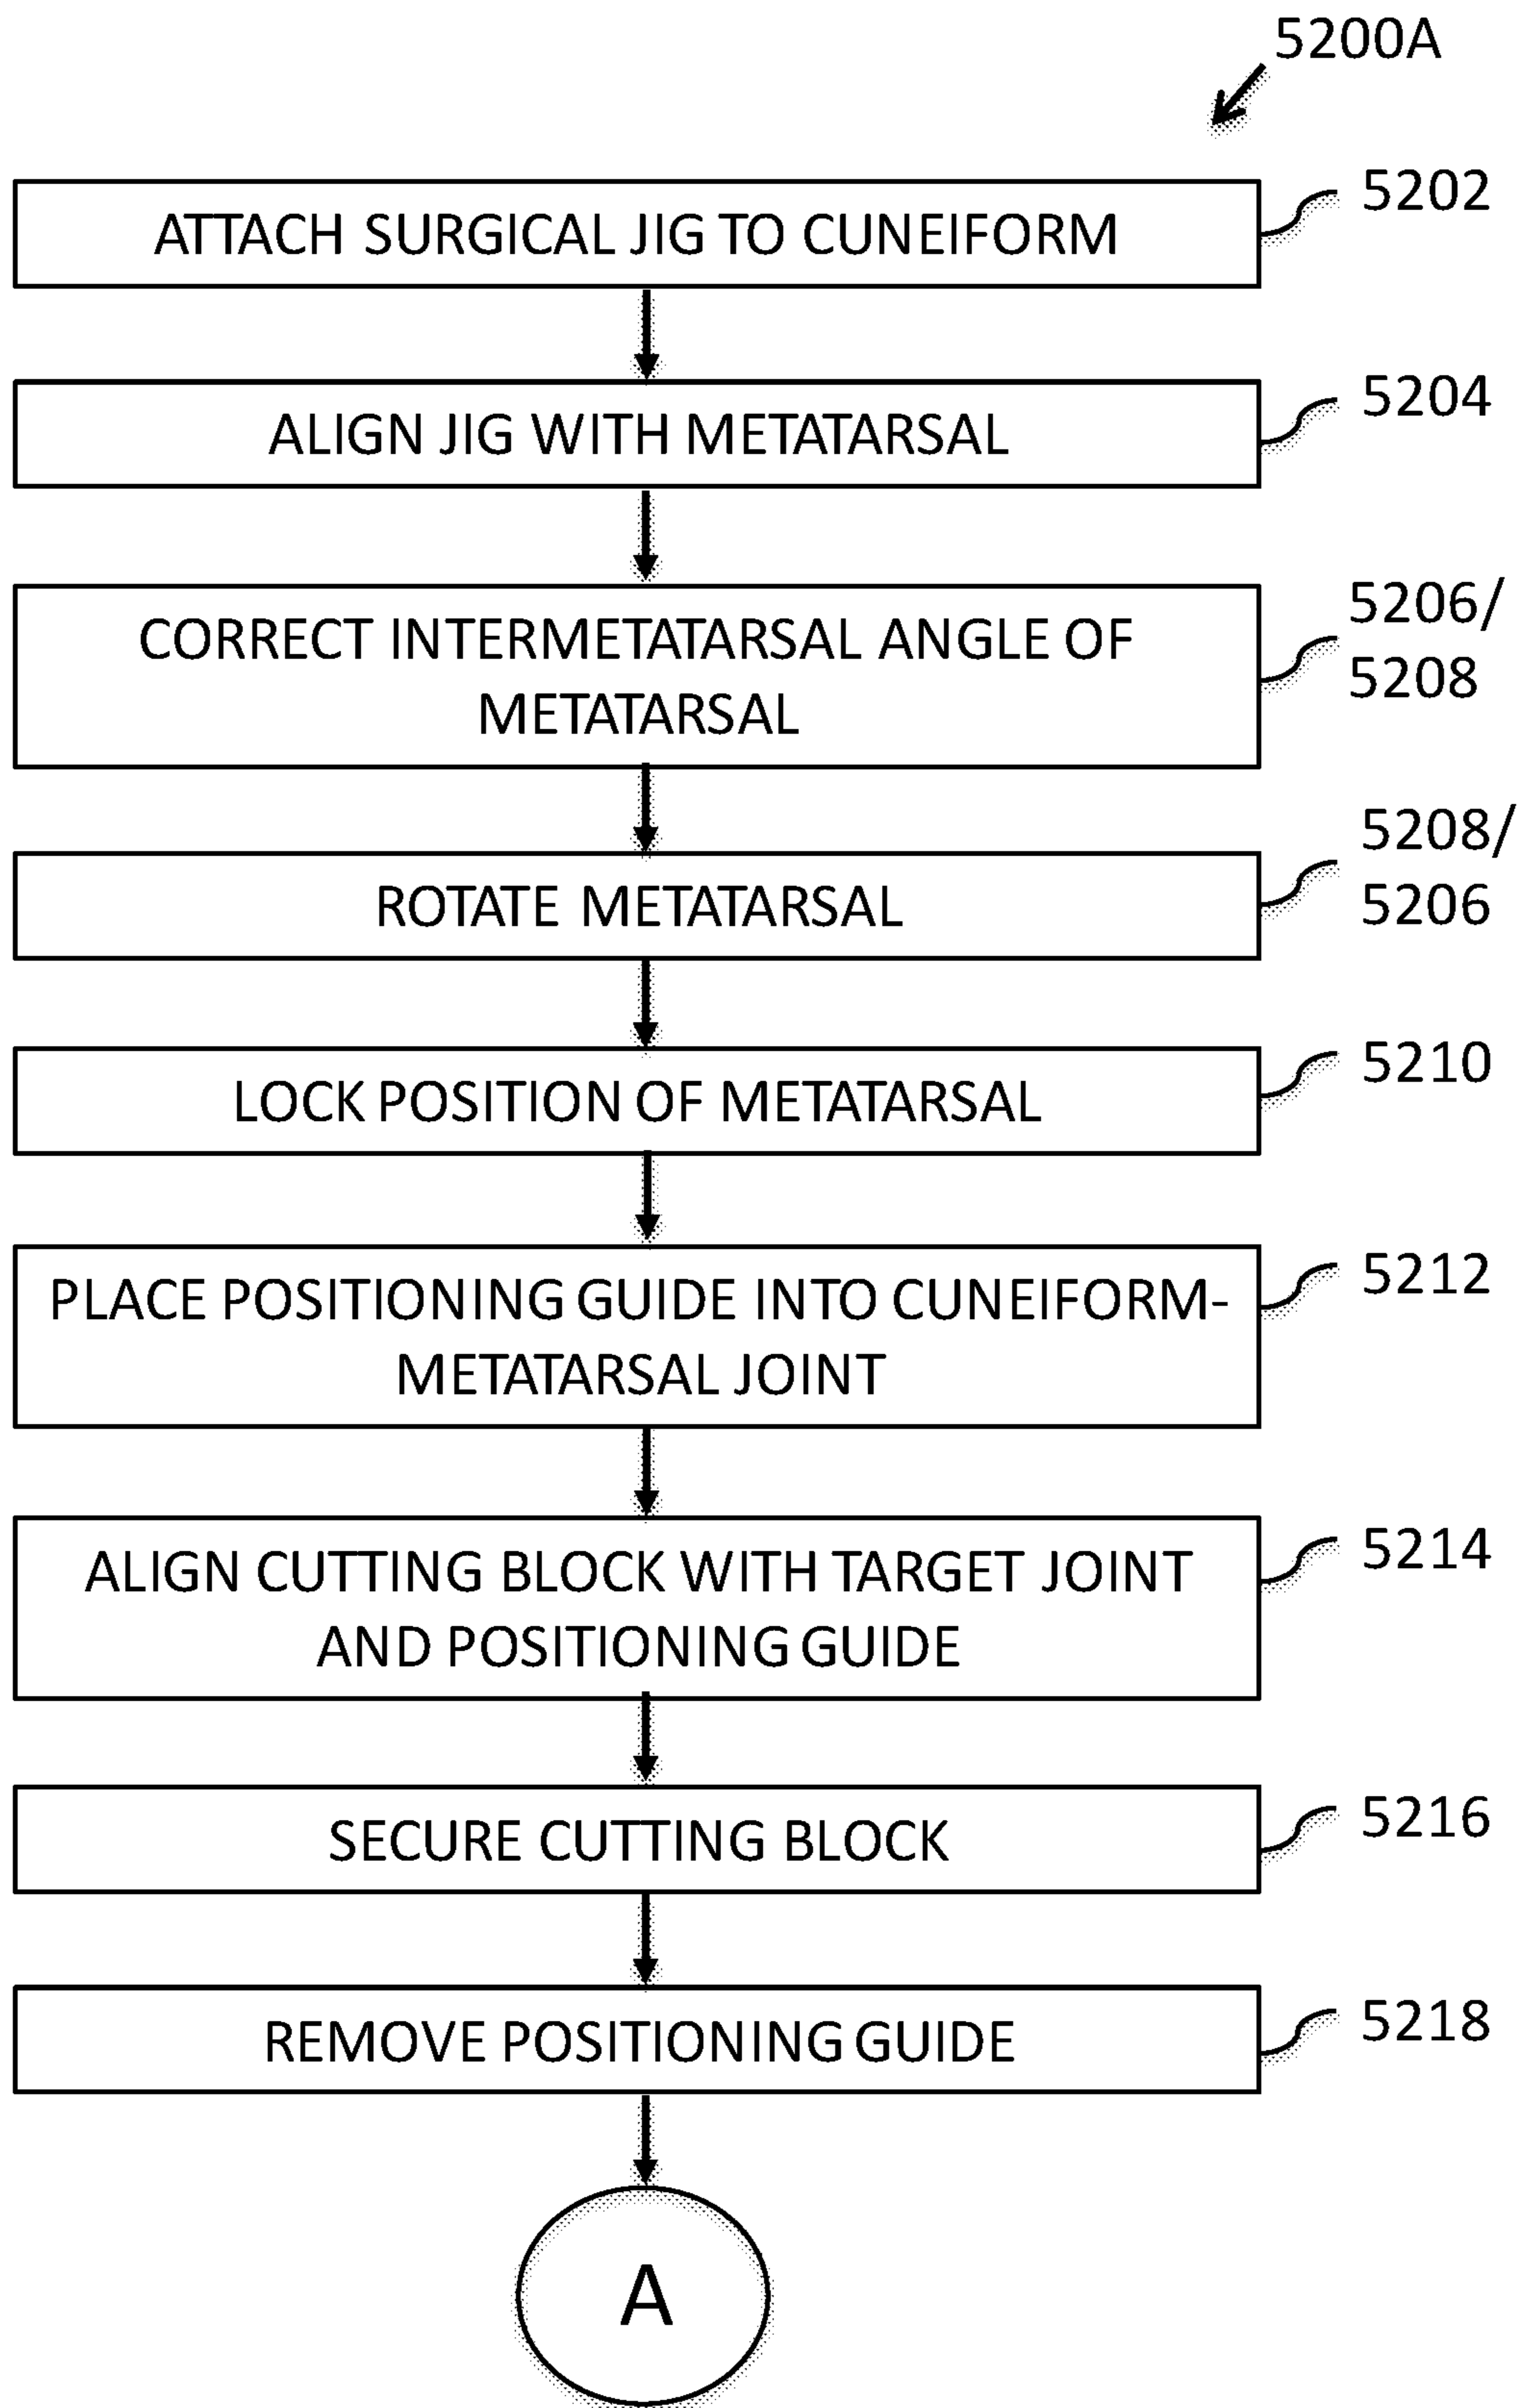 5200A
ATTACH SURGICAL JIG TO CUNEIFORM
5202
ALIGN JIG WITH METATARSAL
5204
CORRECT INTERMETATARSAL ANGLE OF
METATARSAL
5206/
5208
ROTATE METATARSAL
5208/
5206
LOCK POSITION OF METATARSAL
5210
PLACE POSITIONING GUIDE INTO CUNEIFORM-
METATARSAL JOINT
5212
ALIGN CUTTING BLOCK WITH TARGET JOINT
AND POSITIONING GUIDE
5214
SECURE CUTTING BLOCK
5216
REMOVE POSITIONING GUIDE
5218
A